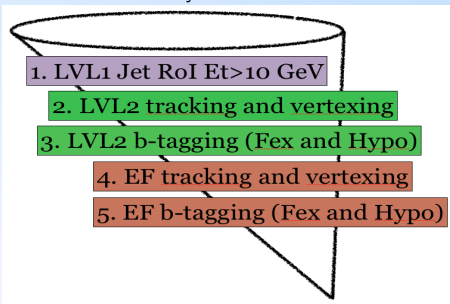 1. LVL1 Jet RoI Et>10 GeV
2. LVL2 tracking and vertexing
3. LVL2 b-tagging (Fex and Hypo)
4. EF tracking and vertexing
5. EF b-tagging (Fex and Hypo)